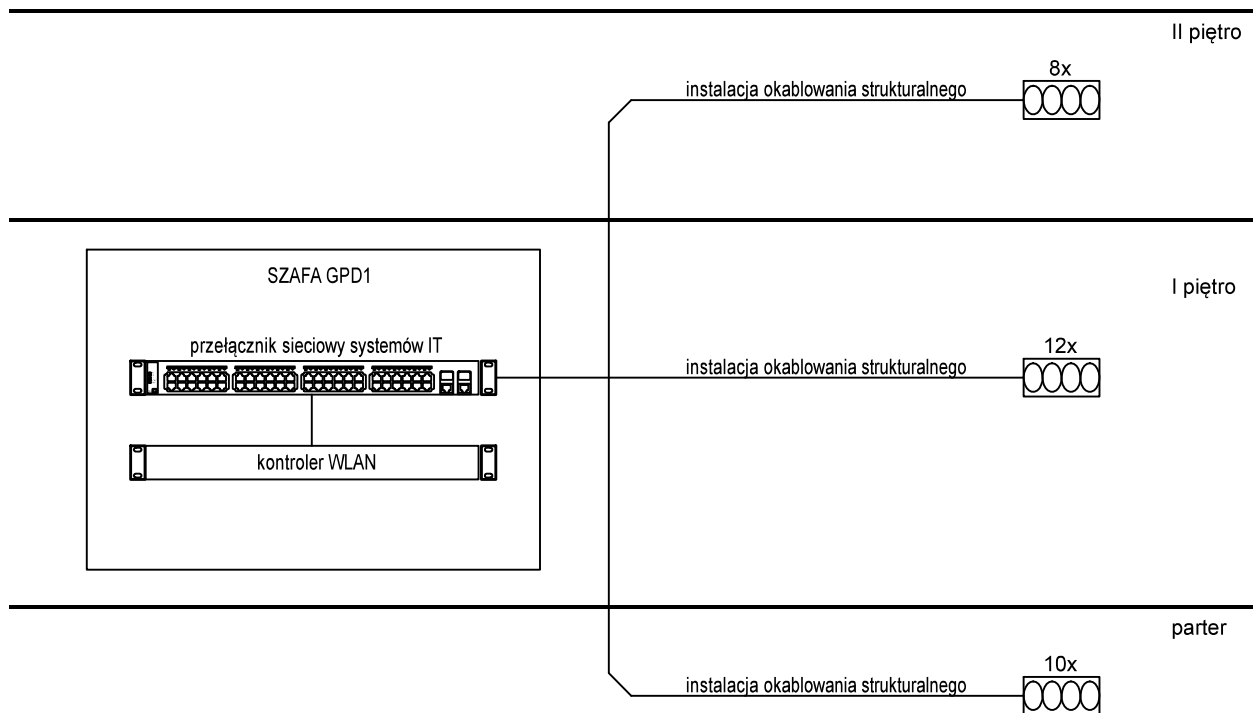 II piętro
8x
instalacja okablowania strukturalnego
SZAFA GPD1
I piętro
przełącznik sieciowy systemów IT
12x
instalacja okablowania strukturalnego
kontroler WLAN
parter
10x
instalacja okablowania strukturalnego